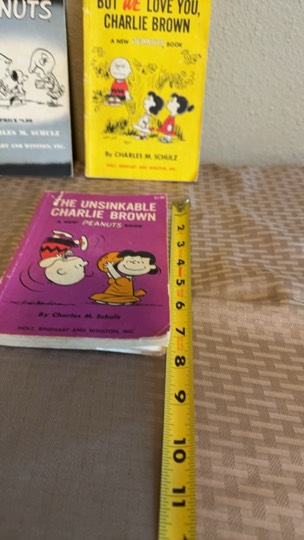 NUTS
CHARLES M. SCHULZ
BUT WE LOVE YOU,
CHARLIE BROWN
A NEW PEANUTS BOOK
By CHARLES M. SCHULZ
HOLT, RINEHART AND WINSTON, INC.
THE UNSINKABLE
CHARLIE BROWN
A NEW PEANUTS BOOK
By Charles M. Schulz
HOLT, RINEHART AND WINSTON, INC.
2
3
4
5
6
7
8
9
10
11